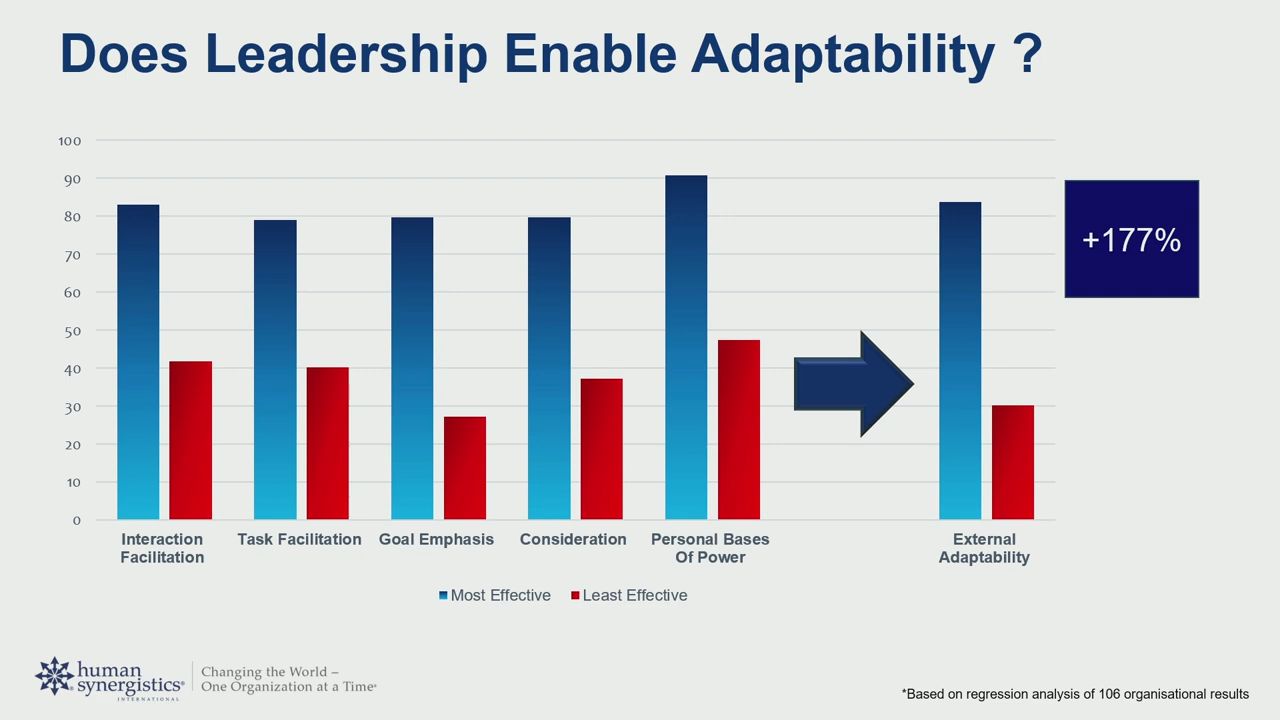 Does Leadership Enable Adaptability ?
100
90
80
70
60
50
40
30
20
10
0
+177%
Interaction
Facilitation
Task Facilitation
Goal Emphasis
Consideration
Personal Bases
Of Power
External
Adaptability
Most Effective
Least Effective
human
synergistics®
INTERNATIONAL
Changing the World –
One Organization at a Time®
*Based on regression analysis of 106 organisational results